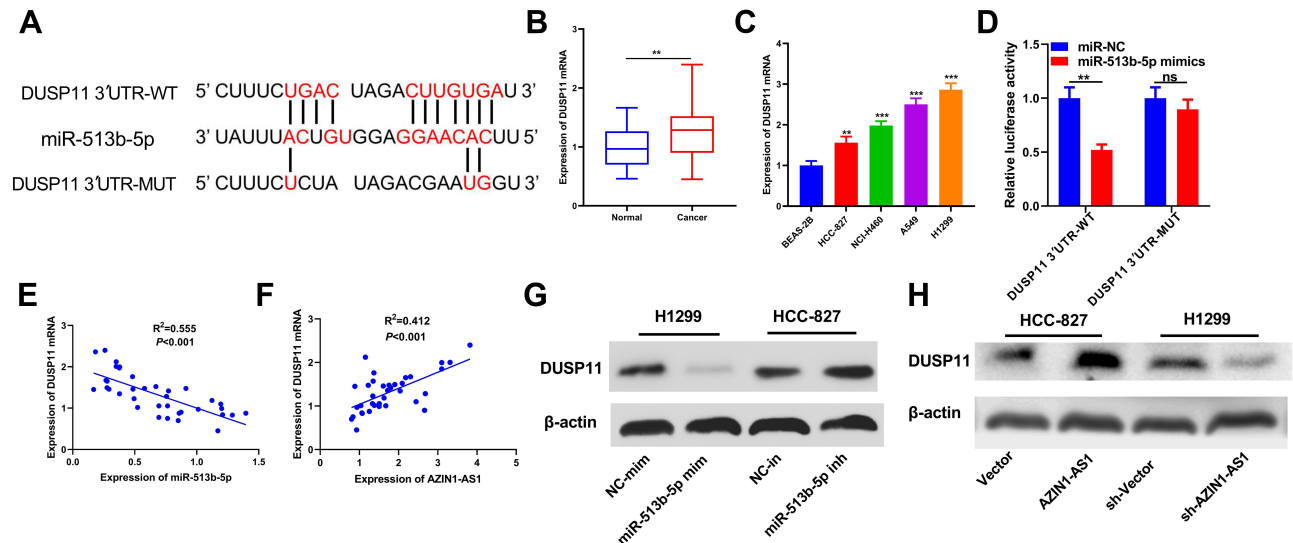 A
DUSP11 3′UTR-WT 5′ CUUUCUGAC UAGACUUGUGAU 3′
miR-513b-5p 3′UAUUUACUGUGGAGGAACACUU 5′
DUSP11 3′UTR-MUT 5′ CUUUCUCUA UAGACGAAUGGU 3′
B
Expression of DUSP11 mRNA
3
2
1
0
**
Normal Cancer
C
Expression of DUSP11 mRNA
4
3
2
1
0
** *** *** ***
BEAS-2B HCC-827 NCI-H460 A549 H1299
D
Relative luciferase activity
1.5
1.0
0.5
0.0
miR-NC
miR-513b-5p mimics
** ns
DUSP11 3′UTR-WT DUSP11 3′UTR-MUT
E
Expression of DUSP11 mRNA
3
2
1
0
R2=0.555
P<0.001
0.0 0.5 1.0 1.5
Expression of miR-513b-5p
F
Expression of DUSP11 mRNA
3
2
1
0
R2=0.412
P<0.001
0 1 2 3 4 5
Expression of AZIN1-AS1
G
H1299 HCC-827
DUSP11
β-actin
NC-mim miR-513b-5p mim NC-in miR-513b-5p inh
H
HCC-827 H1299
DUSP11
β-actin
Vector AZIN1-AS1 sh-Vector sh-AZIN1-AS1